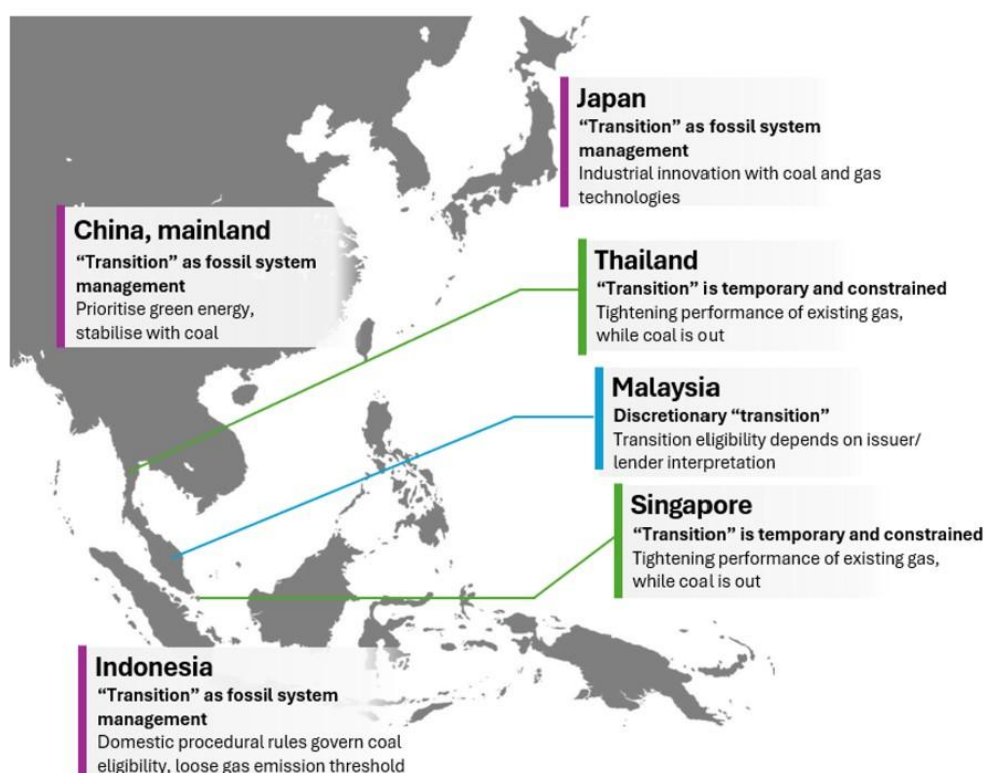 Japan
“Transition” as fossil system
management
Industrial innovation with coal and gas
technologies
China, mainland
“Transition” as fossil system
management
Prioritise green energy,
stabilise with coal
Thailand
“Transition” is temporary and constrained
Tightening performance of existing gas,
while coal is out
Malaysia
Discretionary “transition”
Transition eligibility depends on issuer/
lender interpretation
Singapore
“Transition” is temporary and constrained
Tightening performance of existing gas,
while coal is out
Indonesia
“Transition” as fossil system
management
Domestic procedural rules govern coal
eligibility, loose gas emission threshold